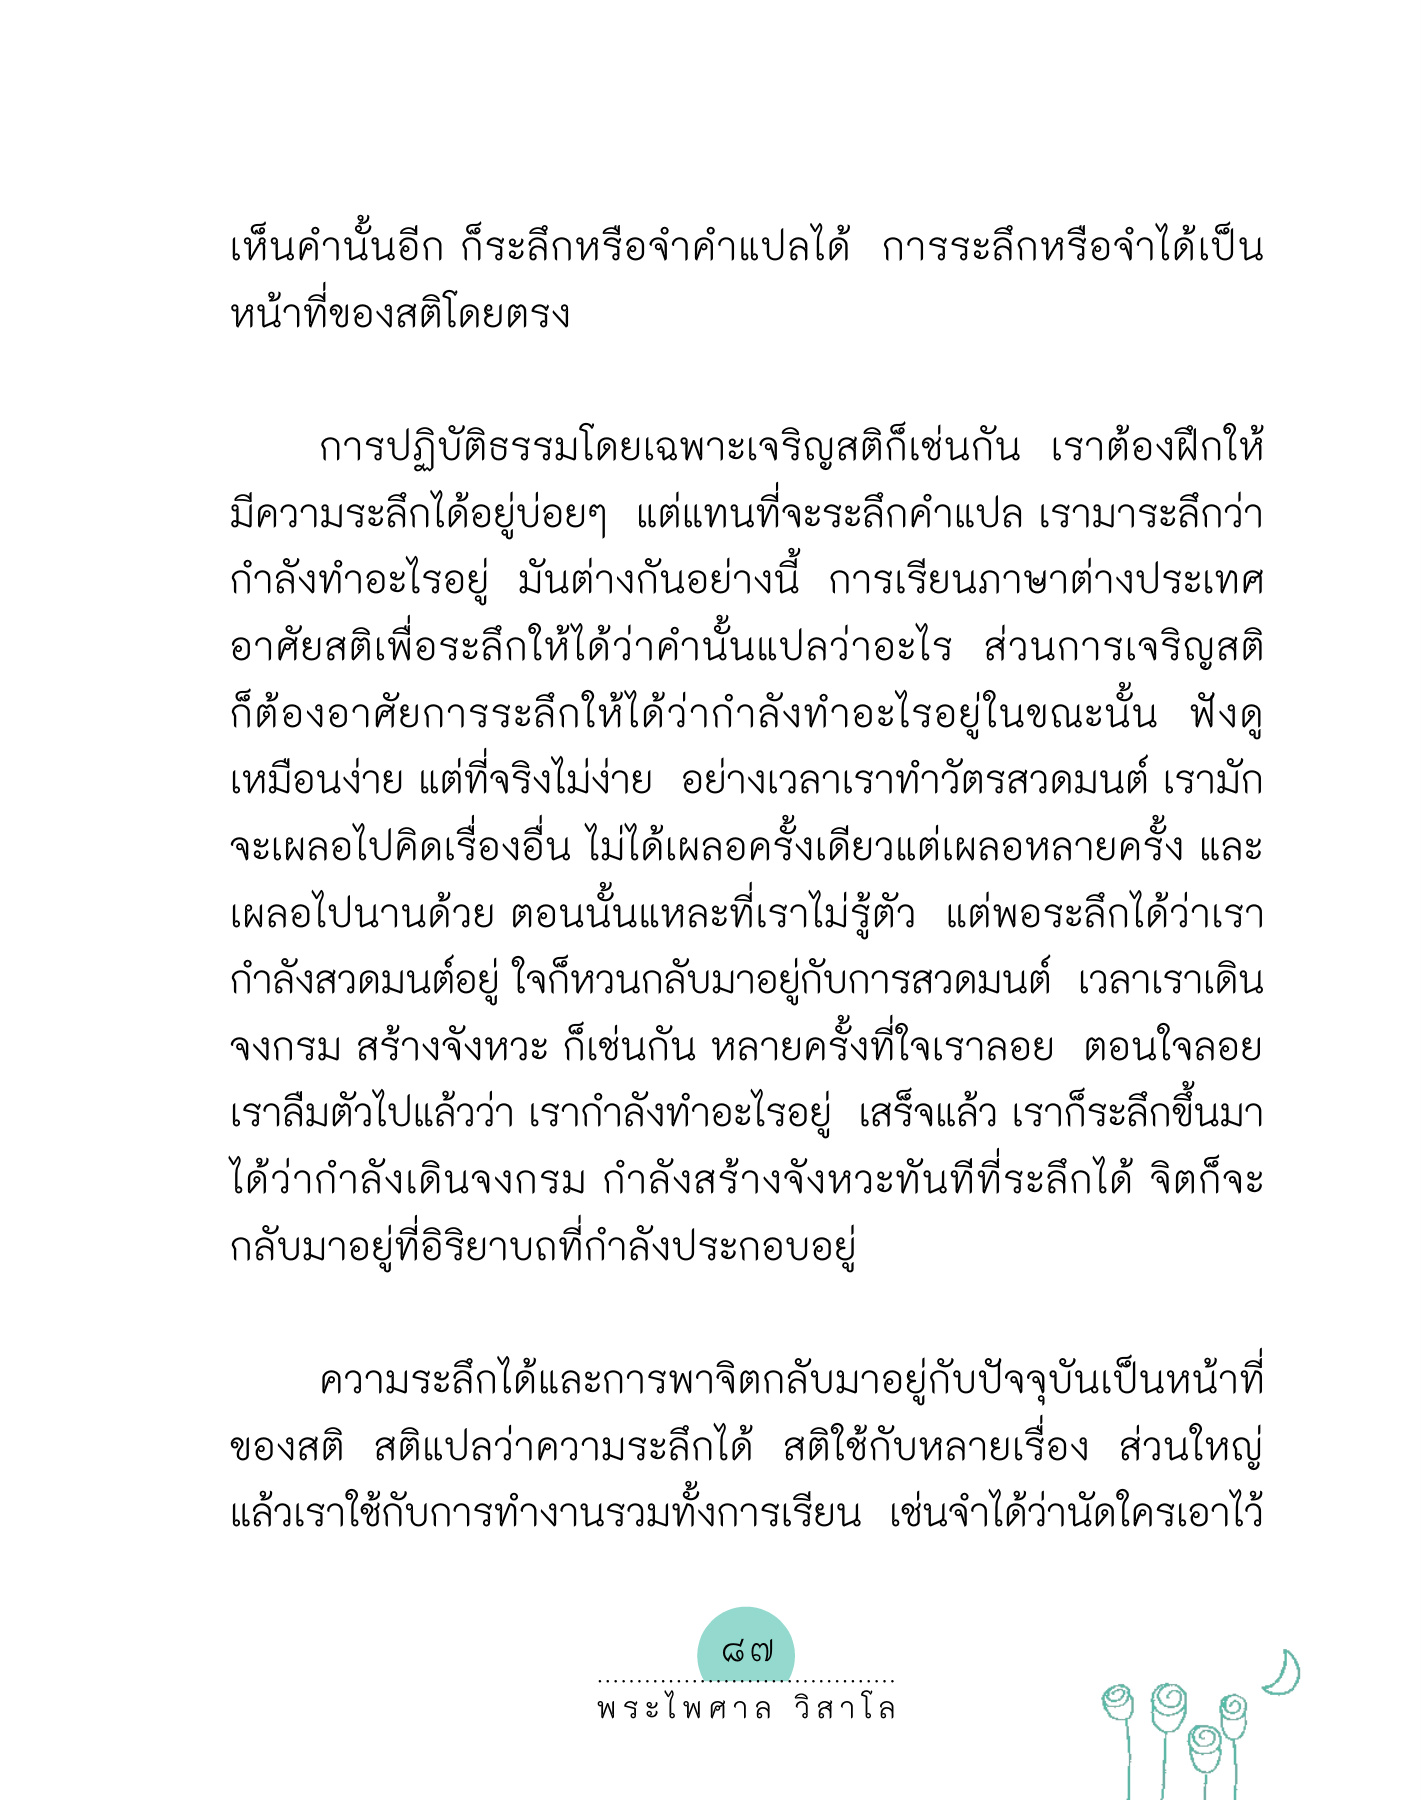 เห็นคำนั้นอีก ก็ระลึกหรือจำคำแปลได้  การระลึกหรือจำได้เป็น
หน้าที่ของสติโดยตรง
การปฏิบัติธรรมโดยเฉพาะเจริญสติก็เช่นกัน  เราต้องฝึกให้
มีความระลึกได้อยู่บ่อยๆ  แต่แทนที่จะระลึกคำแปล เรามาระลึกว่า
กำลังทำอะไรอยู่  มันต่างกันอย่างนี้  การเรียนภาษาต่างประเทศ
อาศัยสติเพื่อระลึกให้ได้ว่าคำนั้นแปลว่าอะไร  ส่วนการเจริญสติ
ก็ต้องอาศัยการระลึกให้ได้ว่ากำลังทำอะไรอยู่ในขณะนั้น  ฟังดู
เหมือนง่าย แต่ที่จริงไม่ง่าย  อย่างเวลาเราทำวัตรสวดมนต์ เรามัก
จะเผลอไปคิดเรื่องอื่น ไม่ได้เผลอครั้งเดียวแต่เผลอหลายครั้ง และ
เผลอไปนานด้วย ตอนนั้นแหละที่เราไม่รู้ตัว  แต่พอระลึกได้ว่าเรา
กำลังสวดมนต์อยู่ ใจก็หวนกลับมาอยู่กับการสวดมนต์  เวลาเราเดิน
จงกรม สร้างจังหวะ ก็เช่นกัน หลายครั้งที่ใจเราลอย  ตอนใจลอย
เราลืมตัวไปแล้วว่า เรากำลังทำอะไรอยู่  เสร็จแล้ว เราก็ระลึกขึ้นมา
ได้ว่ากำลังเดินจงกรม กำลังสร้างจังหวะทันทีที่ระลึกได้ จิตก็จะ
กลับมาอยู่ที่อิริยาบถที่กำลังประกอบอยู่
ความระลึกได้และการพาจิตกลับมาอยู่กับปัจจุบันเป็นหน้าที่
ของสติ  สติแปลว่าความระลึกได้  สติใช้กับหลายเรื่อง  ส่วนใหญ่
แล้วเราใช้กับการทำงานรวมทั้งการเรียน  เช่นจำได้ว่านัดใครเอาไว้
๘๗
พระไพศาล วิสาโล